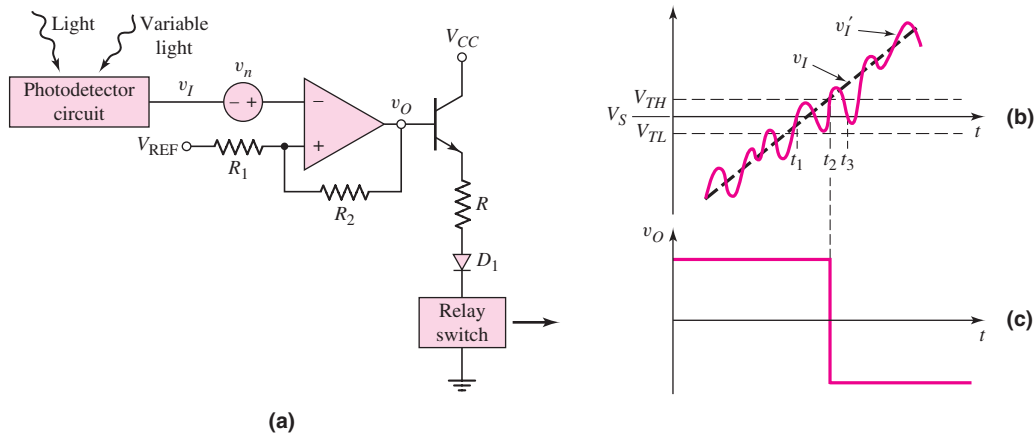 Light
Variable
light
Photodetector
circuit
v_I
v_n
− +
−
+
v_O
V_CC
V_REF
R_1
R_2
R
D_1
Relay
switch
(a)
v_I'
v_I
V_TH
V_S
V_TL
t
t_1
t_2
t_3
(b)
v_O
t
(c)